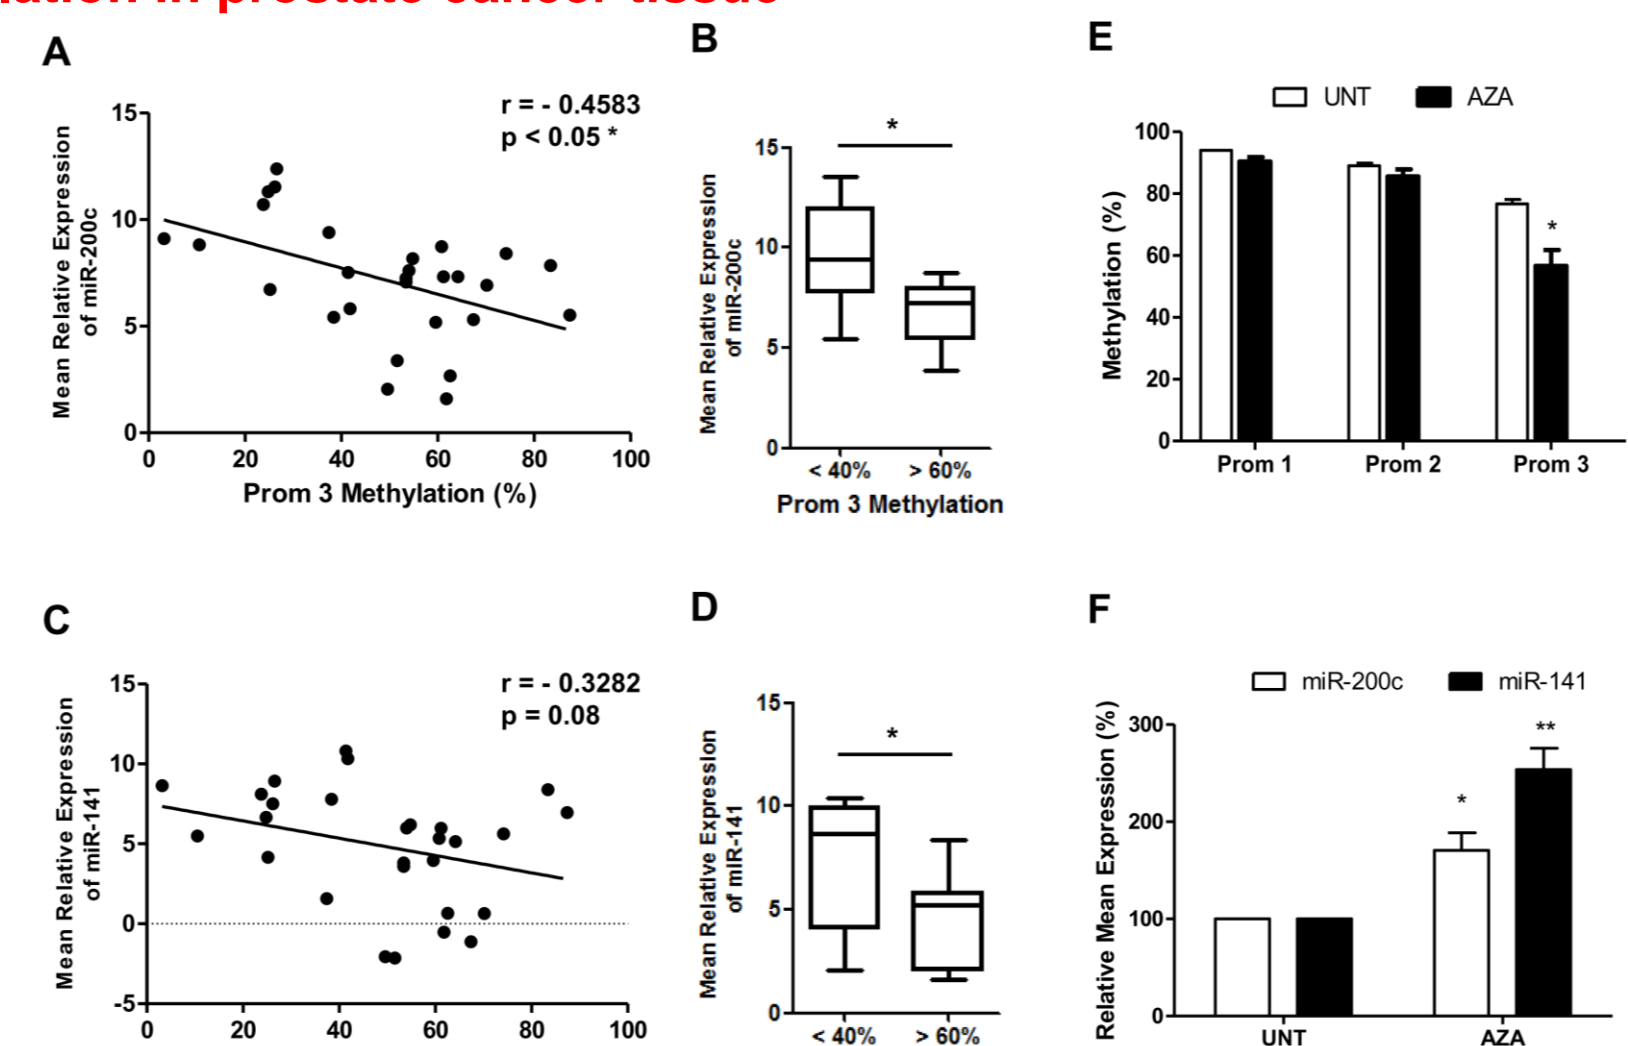 in prostate cancer tissue
A
r = - 0.4583
p < 0.05 *
Mean Relative Expression
of miR-200c
15
10
5
0
0 20 40 60 80 100
Prom 3 Methylation (%)
B
*
Mean Relative Expression
of miR-200c
15
10
5
0
< 40% > 60%
Prom 3 Methylation
E
UNT AZA
Methylation (%)
100
80
60
40
20
0
*
Prom 1 Prom 2 Prom 3
C
r = - 0.3282
p = 0.08
Mean Relative Expression
of miR-141
15
10
5
0
-5
0 20 40 60 80 100
D
*
Mean Relative Expression
of miR-141
15
10
5
0
< 40% > 60%
F
miR-200c miR-141
Relative Mean Expression (%)
300
200
100
0
*
**
UNT AZA